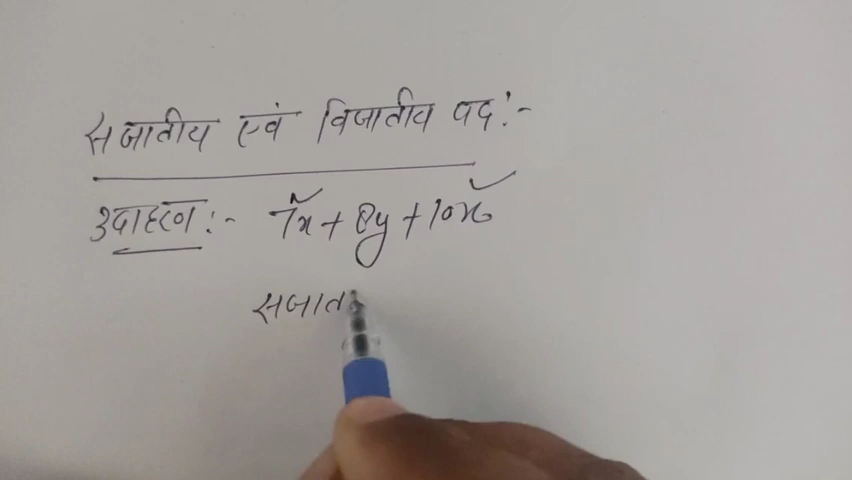 सजातीय एवं विजातीय पद :-
उदाहरण :- 7x + 8y + 10x
सजात